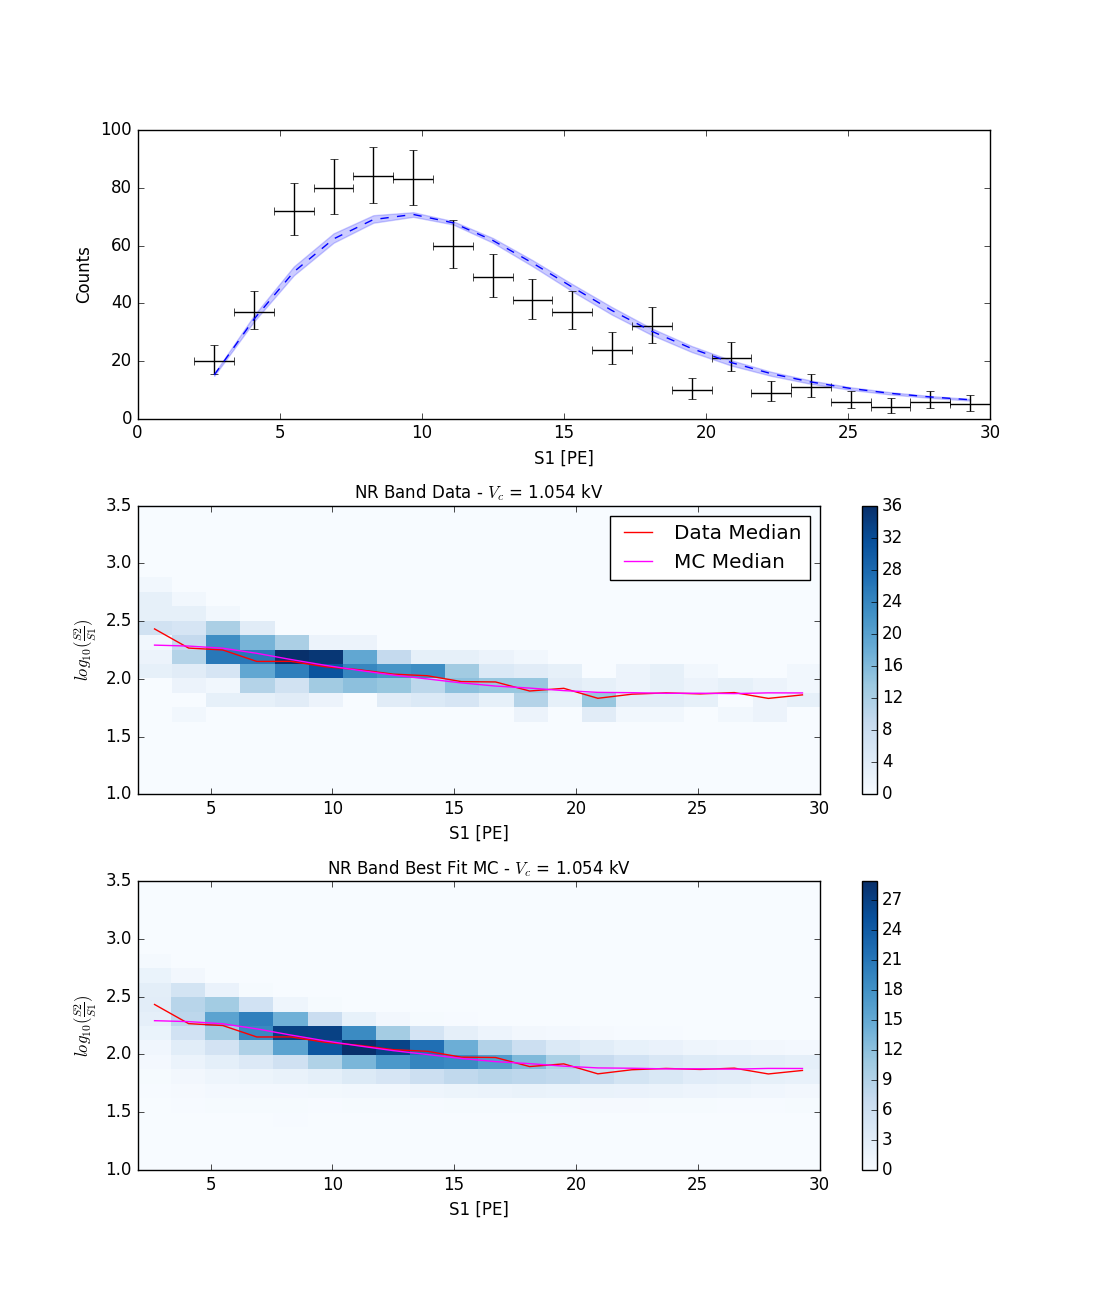 100
80
60
40
20
0
Counts
0 5 10 15 20 25 30
S1 [PE]
NR Band Data - V_c = 1.054 kV
3.5
3.0
2.5
2.0
1.5
1.0
log_10(S2/S1)
Data Median
MC Median
36
32
28
24
20
16
12
8
4
0
5 10 15 20 25 30
S1 [PE]
NR Band Best Fit MC - V_c = 1.054 kV
3.5
3.0
2.5
2.0
1.5
1.0
log_10(S2/S1)
27
24
21
18
15
12
9
6
3
0
5 10 15 20 25 30
S1 [PE]